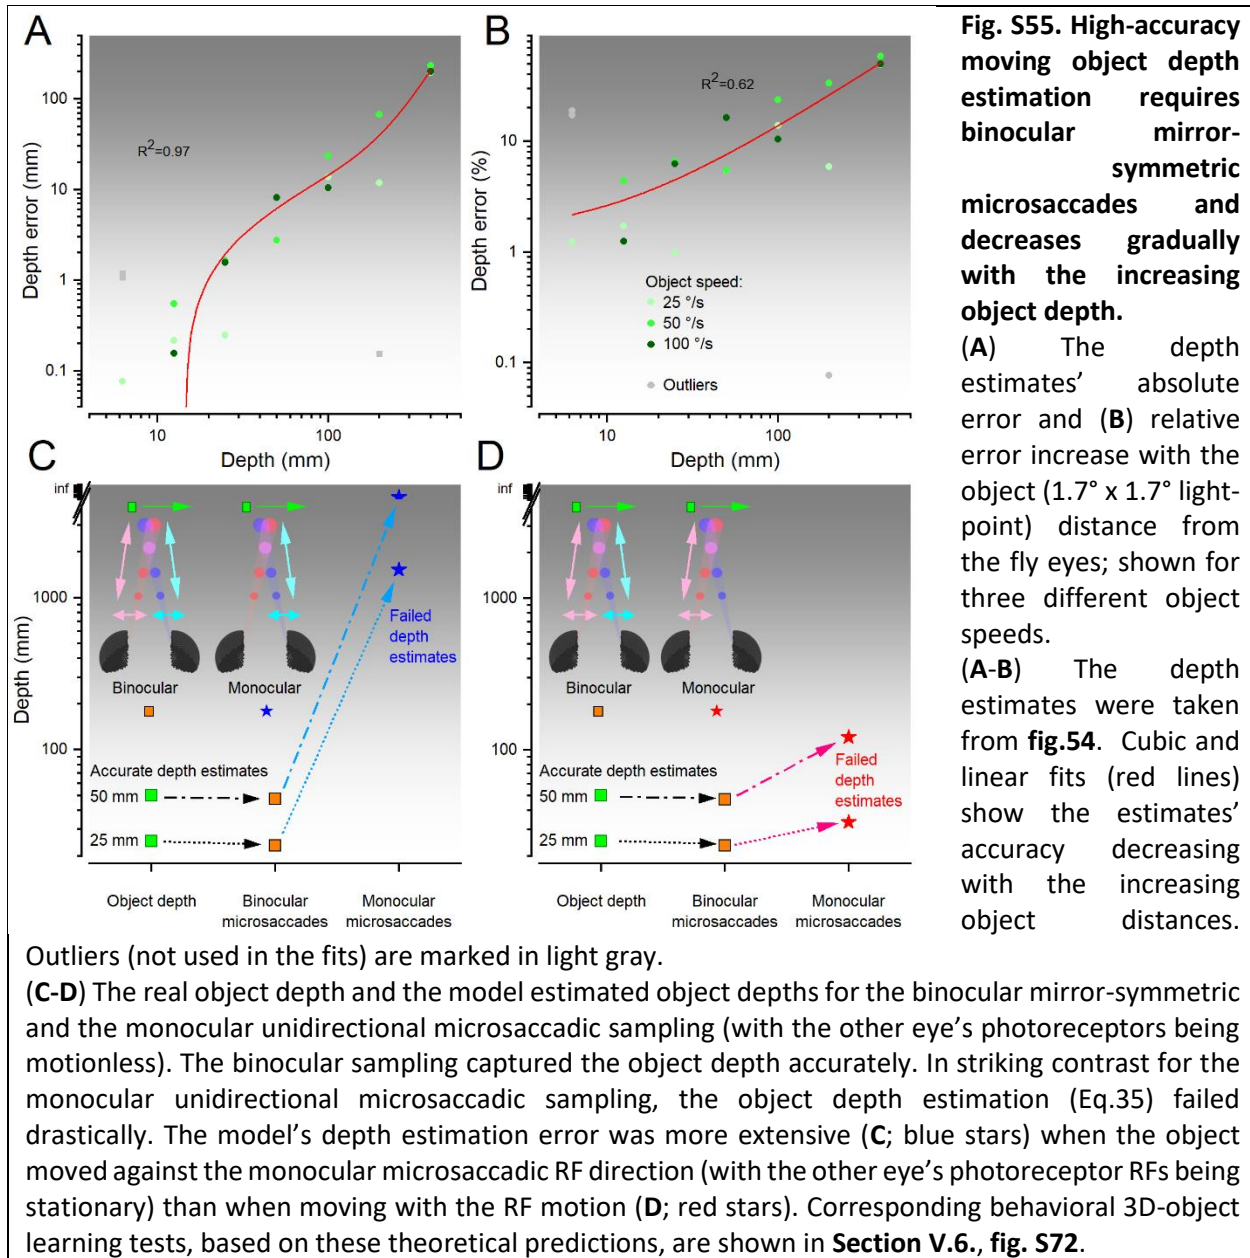 A
B
100
10
1
0.1
Depth error (mm)
R2=0.97
10
100
Depth (mm)
100
10
1
0.1
Depth error (%)
R2=0.62
Object speed:
25 °/s
50 °/s
100 °/s
Outliers
10
100
Depth (mm)
C
D
inf
1000
100
Depth (mm)
Binocular
Monocular
Failed
depth
estimates
Accurate depth estimates
50 mm
25 mm
Object depth
Binocular
microsaccades
Monocular
microsaccades
inf
1000
100
Binocular
Monocular
Failed
depth
estimates
Accurate depth estimates
50 mm
25 mm
Object depth
Binocular
microsaccades
Monocular
microsaccades
Fig. S55. High-accuracy
moving object depth
estimation requires
binocular mirror-
symmetric
microsaccades and
decreases gradually
with the increasing
object depth.
(A) The depth
estimates' absolute
error and (B) relative
error increase with the
object (1.7° x 1.7° light-
point) distance from
the fly eyes; shown for
three different object
speeds.
(A-B) The depth
estimates were taken
from fig.54. Cubic and
linear fits (red lines)
show the estimates'
accuracy decreasing
with the increasing
object distances.
Outliers (not used in the fits) are marked in light gray.
(C-D) The real object depth and the model estimated object depths for the binocular mirror-symmetric
and the monocular unidirectional microsaccadic sampling (with the other eye's photoreceptors being
motionless). The binocular sampling captured the object depth accurately. In striking contrast for the
monocular unidirectional microsaccadic sampling, the object depth estimation (Eq.35) failed
drastically. The model's depth estimation error was more extensive (C; blue stars) when the object
moved against the monocular microsaccadic RF direction (with the other eye's photoreceptor RFs being
stationary) than when moving with the RF motion (D; red stars). Corresponding behavioral 3D-object
learning tests, based on these theoretical predictions, are shown in Section V.6., fig. S72.